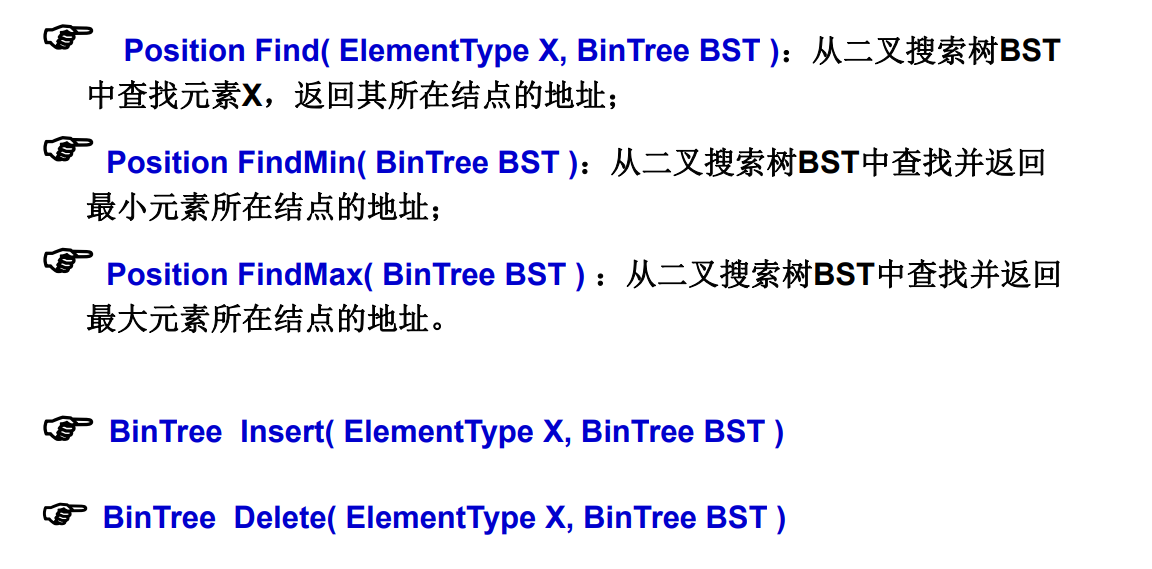 Position Find( ElementType X, BinTree BST )：从二叉搜索树BST
中查找元素X，返回其所在结点的地址；
Position FindMin( BinTree BST )：从二叉搜索树BST中查找并返回
最小元素所在结点的地址；
Position FindMax( BinTree BST ) ：从二叉搜索树BST中查找并返回
最大元素所在结点的地址。
BinTree Insert( ElementType X, BinTree BST )
BinTree Delete( ElementType X, BinTree BST )